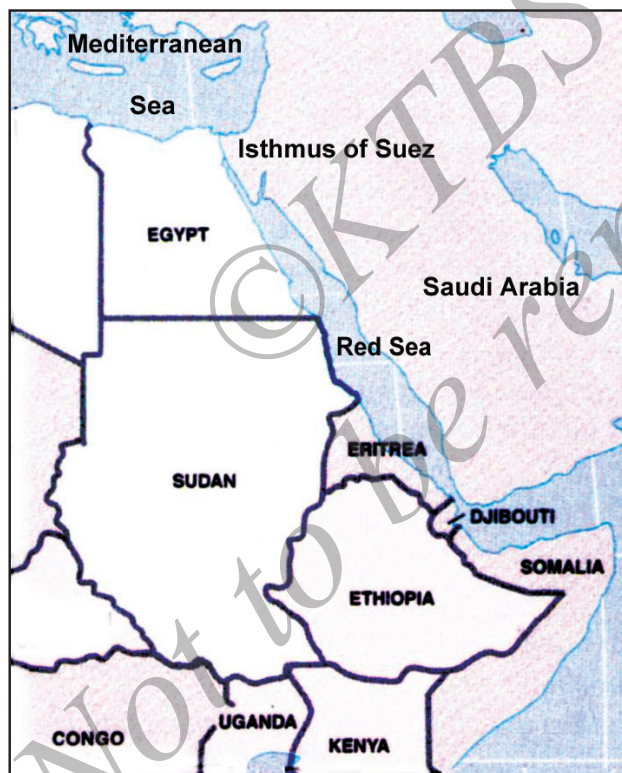 Mediterranean
Sea
Isthmus of Suez
EGYPT
Saudi Arabia
Red Sea
ERITREA
SUDAN
DJIBOUTI
SOMALIA
ETHIOPIA
UGANDA
CONGO
KENYA
©KTBS
Not to be rep